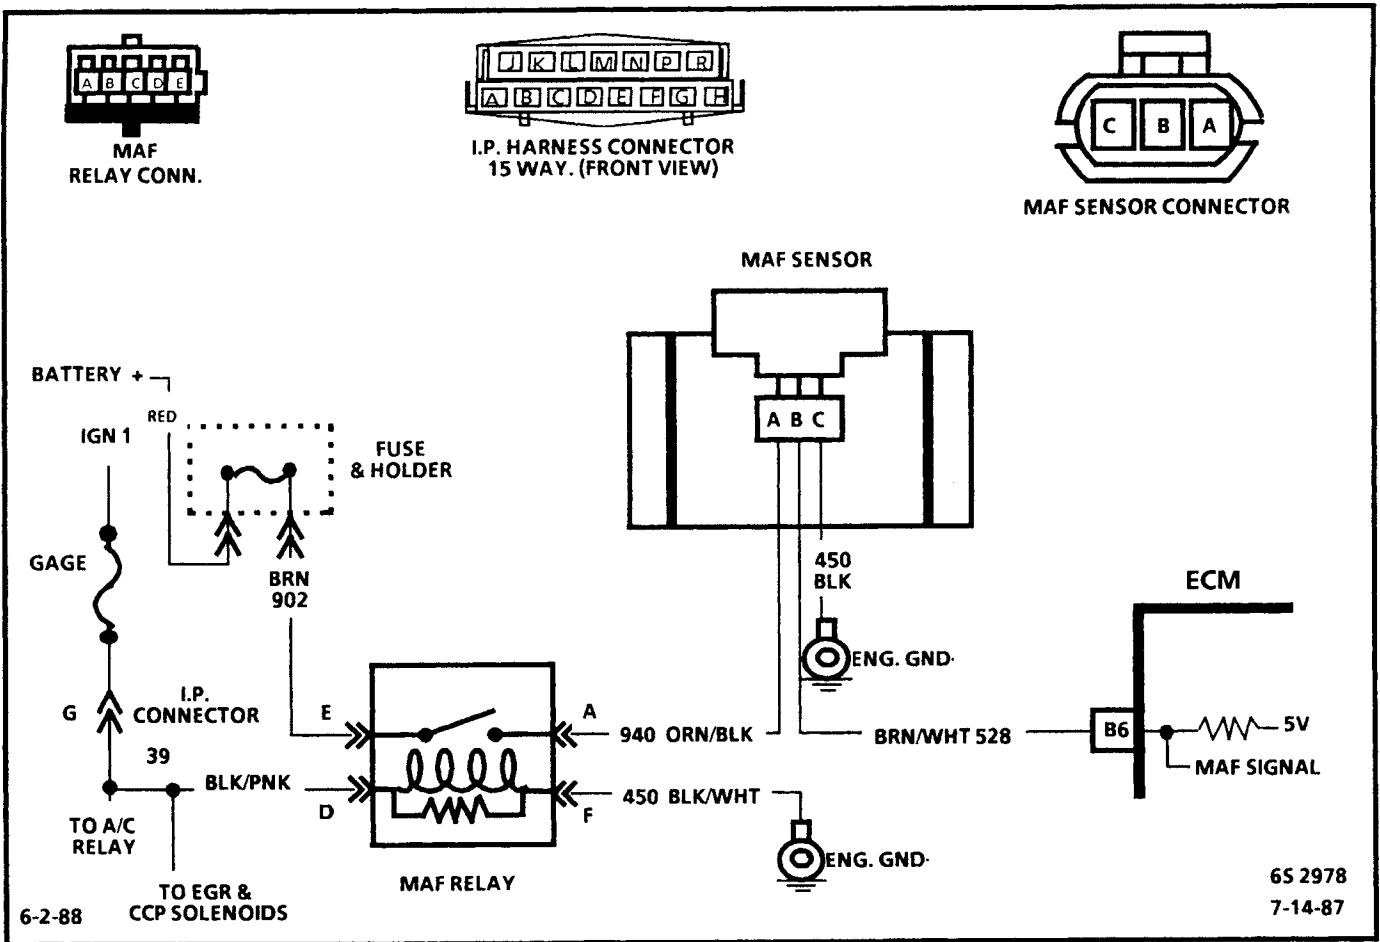 A B C D E
MAF
RELAY CONN.
J K L M N P R
A B C D E F G H
I.P. HARNESS CONNECTOR
15 WAY. (FRONT VIEW)
C B A
MAF SENSOR CONNECTOR
MAF SENSOR
A B C
BATTERY +
RED
IGN 1
FUSE
& HOLDER
GAGE
BRN
902
450
BLK
ECM
ENG. GND.
G
I.P.
CONNECTOR
39
E
A
940 ORN/BLK
BRN/WHT 528
B6
5V
MAF SIGNAL
BLK/PNK
D
450 BLK/WHT
F
TO A/C
RELAY
ENG. GND.
MAF RELAY
TO EGR &
CCP SOLENOIDS
6-2-88
6S 2978
7-14-87